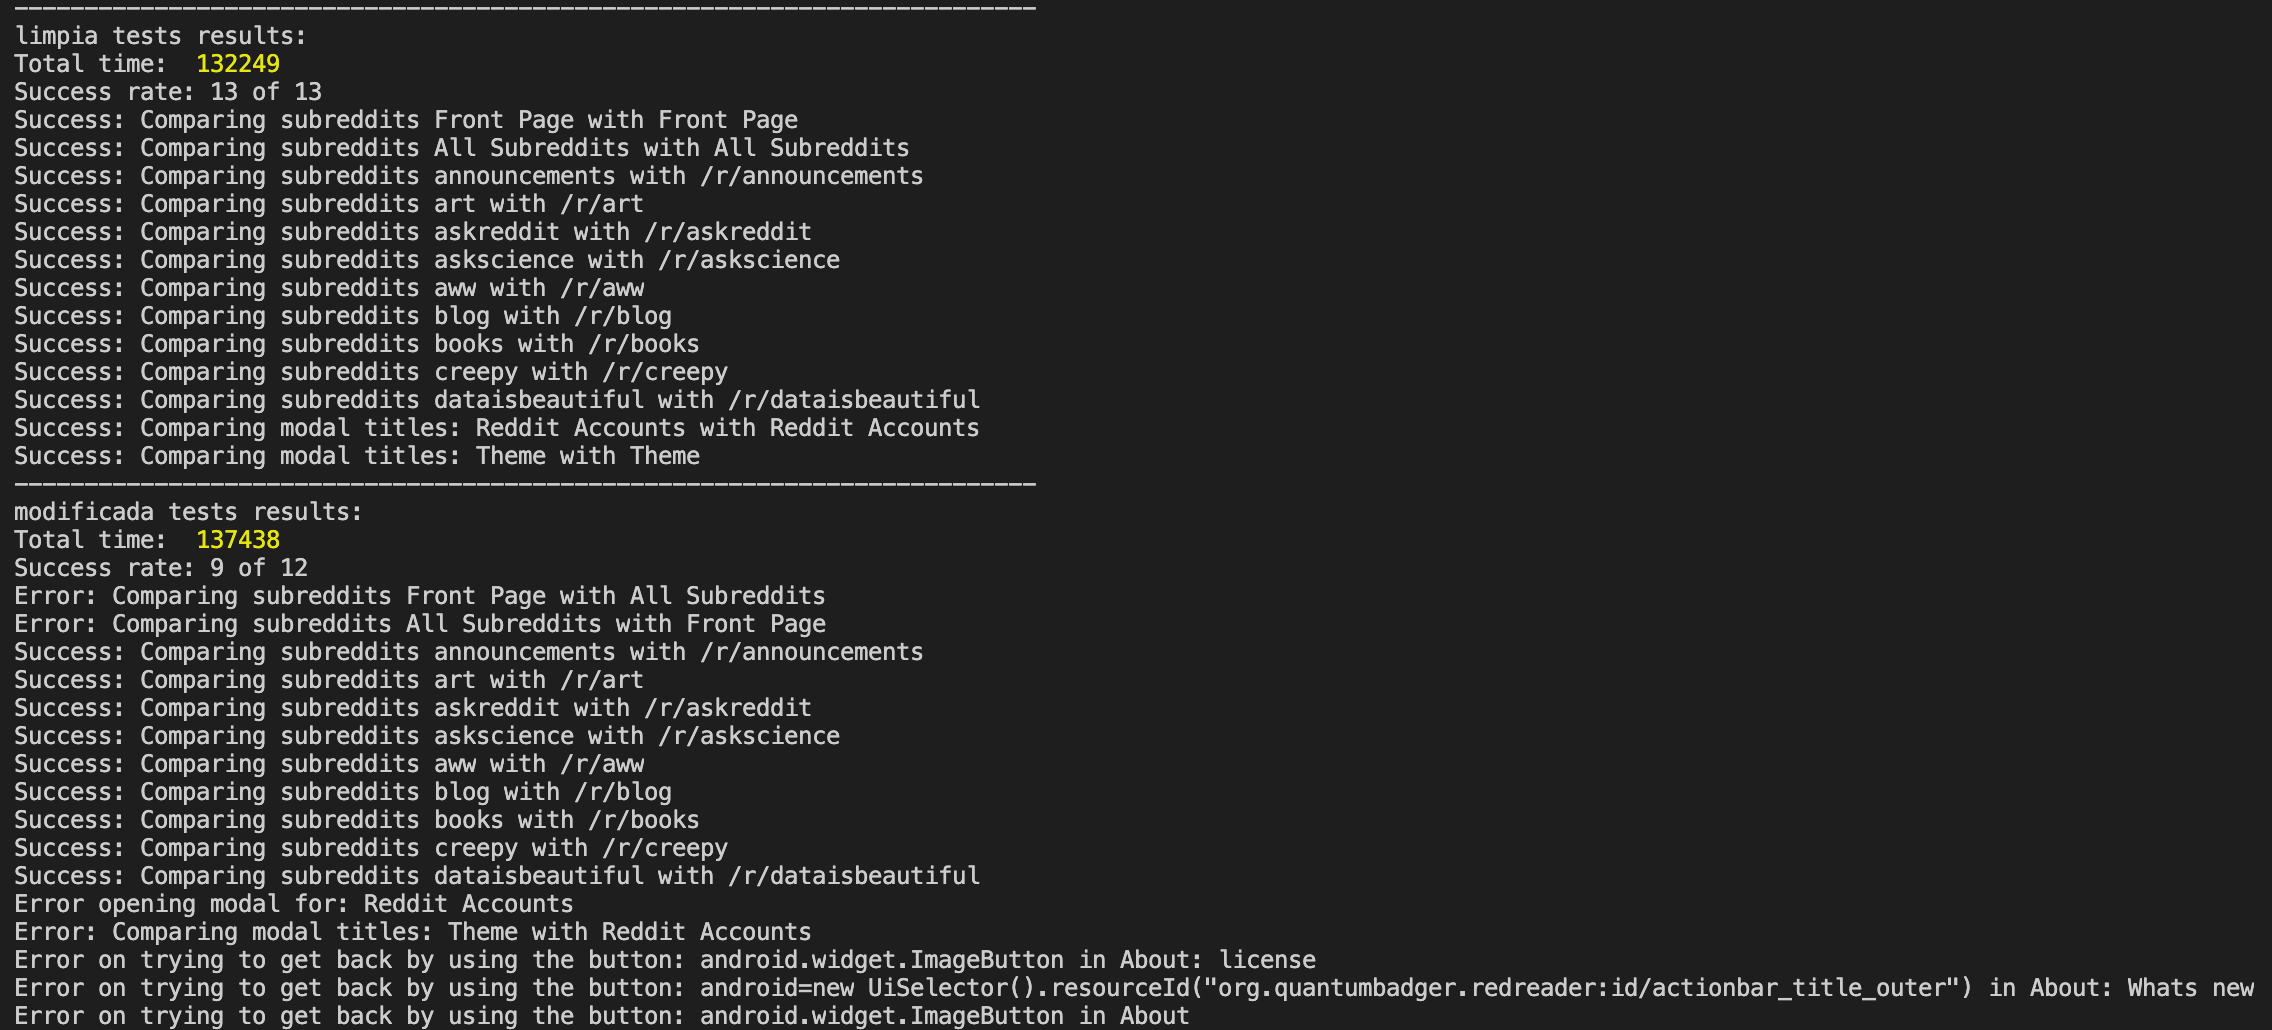 ------------------------------------------------------------------------
limpia tests results:
Total time:  132249
Success rate: 13 of 13
Success: Comparing subreddits Front Page with Front Page
Success: Comparing subreddits All Subreddits with All Subreddits
Success: Comparing subreddits announcements with /r/announcements
Success: Comparing subreddits art with /r/art
Success: Comparing subreddits askreddit with /r/askreddit
Success: Comparing subreddits askscience with /r/askscience
Success: Comparing subreddits aww with /r/aww
Success: Comparing subreddits blog with /r/blog
Success: Comparing subreddits books with /r/books
Success: Comparing subreddits creepy with /r/creepy
Success: Comparing subreddits dataisbeautiful with /r/dataisbeautiful
Success: Comparing modal titles: Reddit Accounts with Reddit Accounts
Success: Comparing modal titles: Theme with Theme
------------------------------------------------------------------------
modificada tests results:
Total time:  137438
Success rate: 9 of 12
Error: Comparing subreddits Front Page with All Subreddits
Error: Comparing subreddits All Subreddits with Front Page
Success: Comparing subreddits announcements with /r/announcements
Success: Comparing subreddits art with /r/art
Success: Comparing subreddits askreddit with /r/askreddit
Success: Comparing subreddits askscience with /r/askscience
Success: Comparing subreddits aww with /r/aww
Success: Comparing subreddits blog with /r/blog
Success: Comparing subreddits books with /r/books
Success: Comparing subreddits creepy with /r/creepy
Success: Comparing subreddits dataisbeautiful with /r/dataisbeautiful
Error opening modal for: Reddit Accounts
Error: Comparing modal titles: Theme with Reddit Accounts
Error on trying to get back by using the button: android.widget.ImageButton in About: license
Error on trying to get back by using the button: android=new UiSelector().resourceId("org.quantumbadger.redreader:id/actionbar_title_outer") in About: Whats new
Error on trying to get back by using the button: android.widget.ImageButton in About